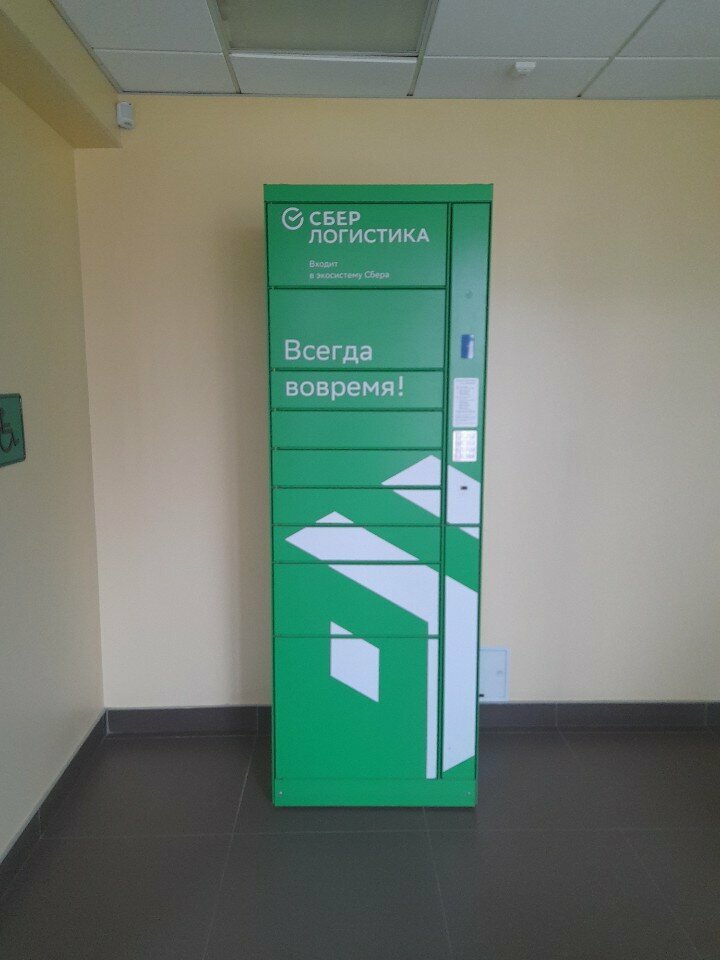 СБЕР
ЛОГИСТИКА
Входит
в экосистему Сбера
Всегда
вовремя!